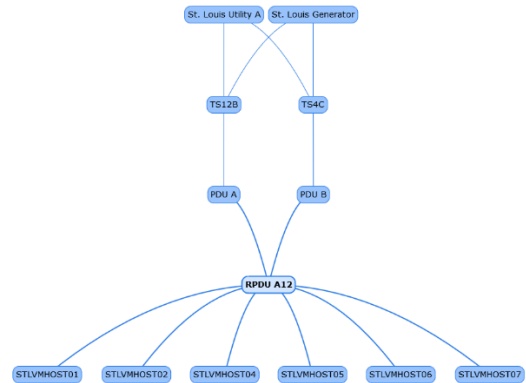 St. Louis Utility A
St. Louis Generator
TS12B
TS4C
PDU A
PDU B
RPDU A12
STLVMHOST01
STLVMHOST02
STLVMHOST04
STLVMHOST05
STLVMHOST06
STLVMHOST07